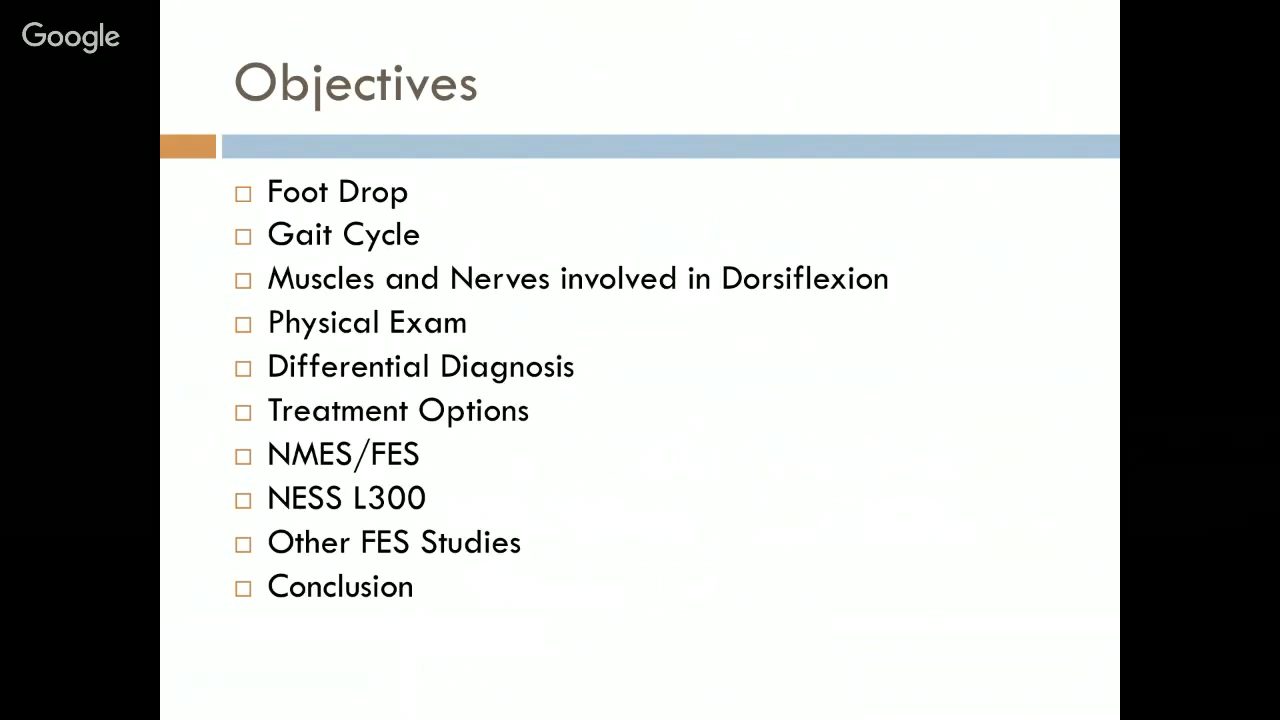 Google
Objectives
Foot Drop
Gait Cycle
Muscles and Nerves involved in Dorsiflexion
Physical Exam
Differential Diagnosis
Treatment Options
NMES/FES
NESS L300
Other FES Studies
Conclusion